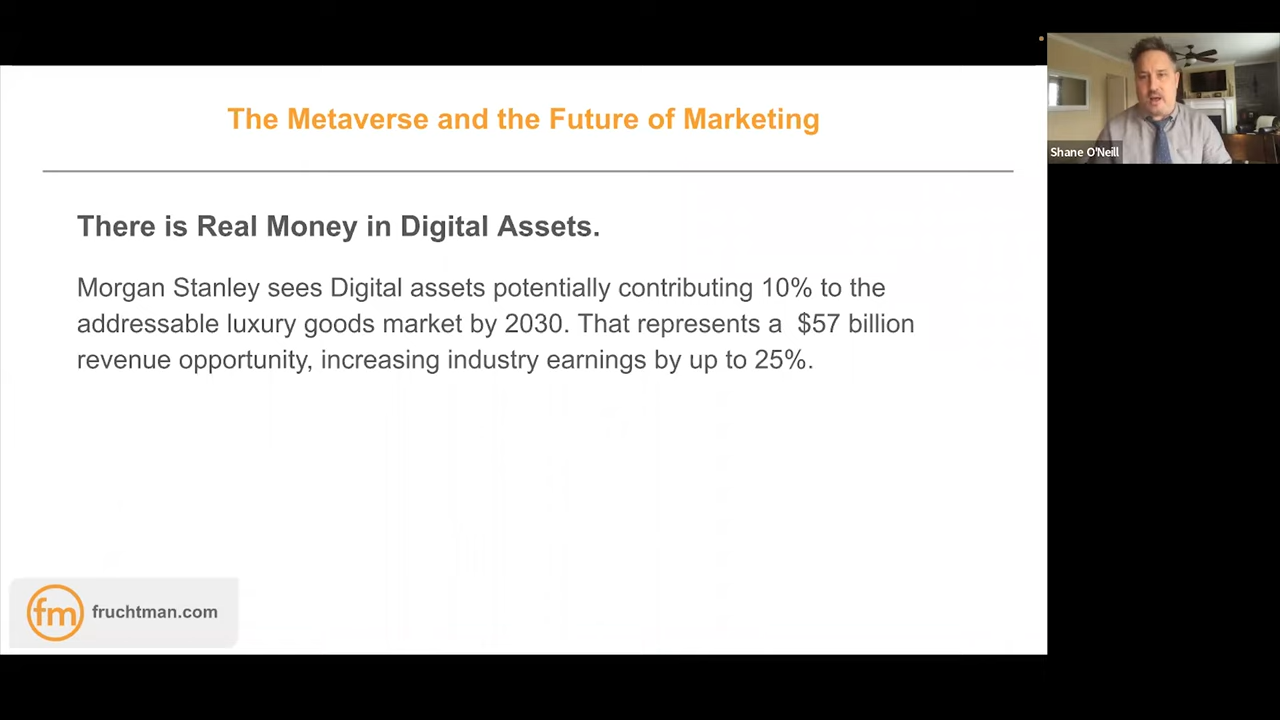 The Metaverse and the Future of Marketing
Shane O'Neill
There is Real Money in Digital Assets.
Morgan Stanley sees Digital assets potentially contributing 10% to the
addressable luxury goods market by 2030. That represents a  $57 billion
revenue opportunity, increasing industry earnings by up to 25%.
fm fruchtman.com